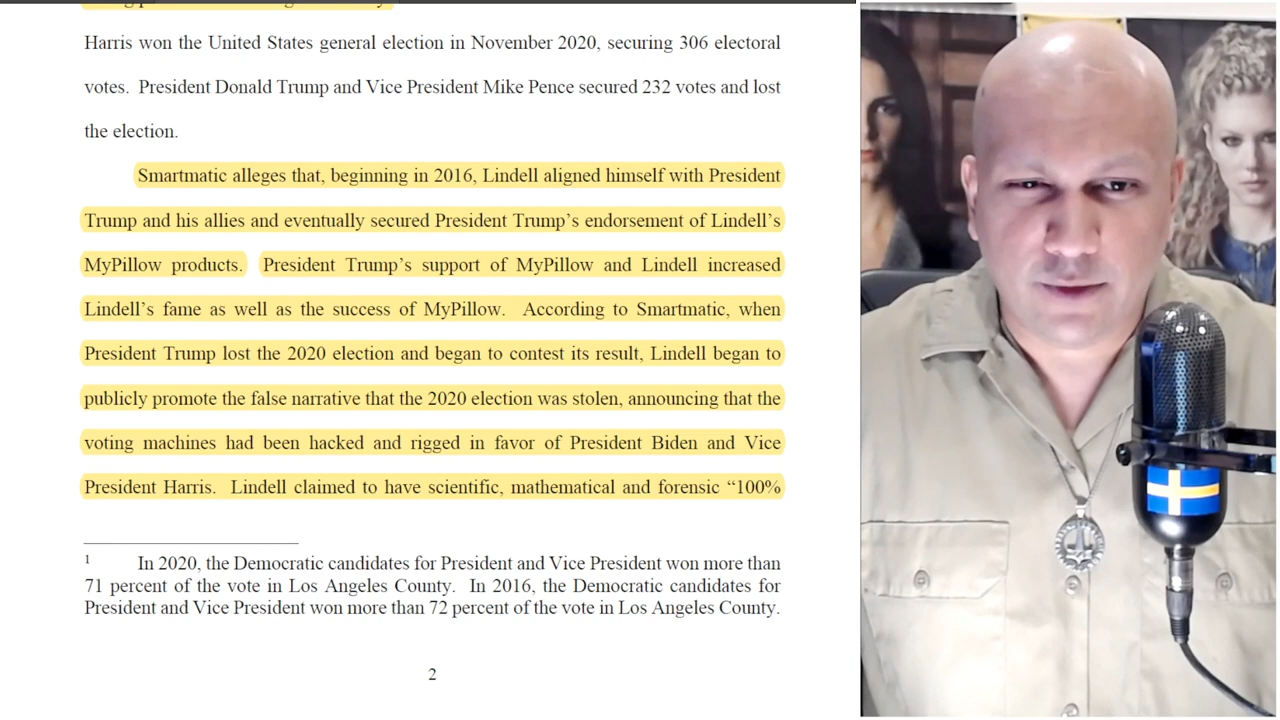 Harris won the United States general election in November 2020, securing 306 electoral
votes. President Donald Trump and Vice President Mike Pence secured 232 votes and lost
the election.
Smartmatic alleges that, beginning in 2016, Lindell aligned himself with President
Trump and his allies and eventually secured President Trump’s endorsement of Lindell’s
MyPillow products. President Trump’s support of MyPillow and Lindell increased
Lindell’s fame as well as the success of MyPillow. According to Smartmatic, when
President Trump lost the 2020 election and began to contest its result, Lindell began to
publicly promote the false narrative that the 2020 election was stolen, announcing that the
voting machines had been hacked and rigged in favor of President Biden and Vice
President Harris. Lindell claimed to have scientific, mathematical and forensic “100%
1 In 2020, the Democratic candidates for President and Vice President won more than
71 percent of the vote in Los Angeles County. In 2016, the Democratic candidates for
President and Vice President won more than 72 percent of the vote in Los Angeles County.
2